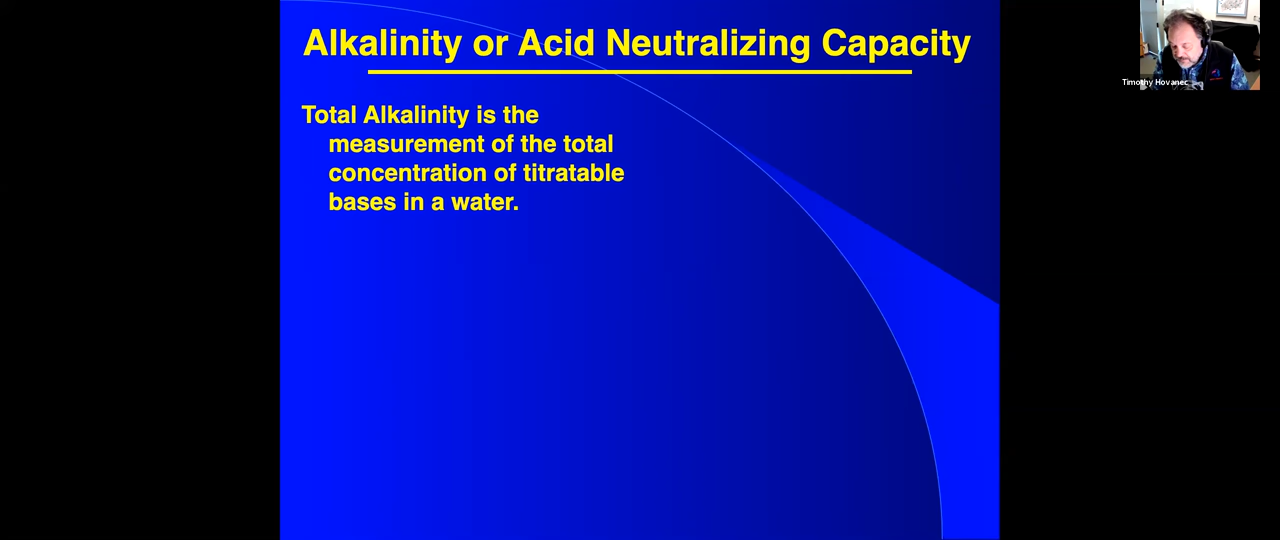 Alkalinity or Acid Neutralizing Capacity
Timothy Hovanec
Total Alkalinity is the
measurement of the total
concentration of titratable
bases in a water.